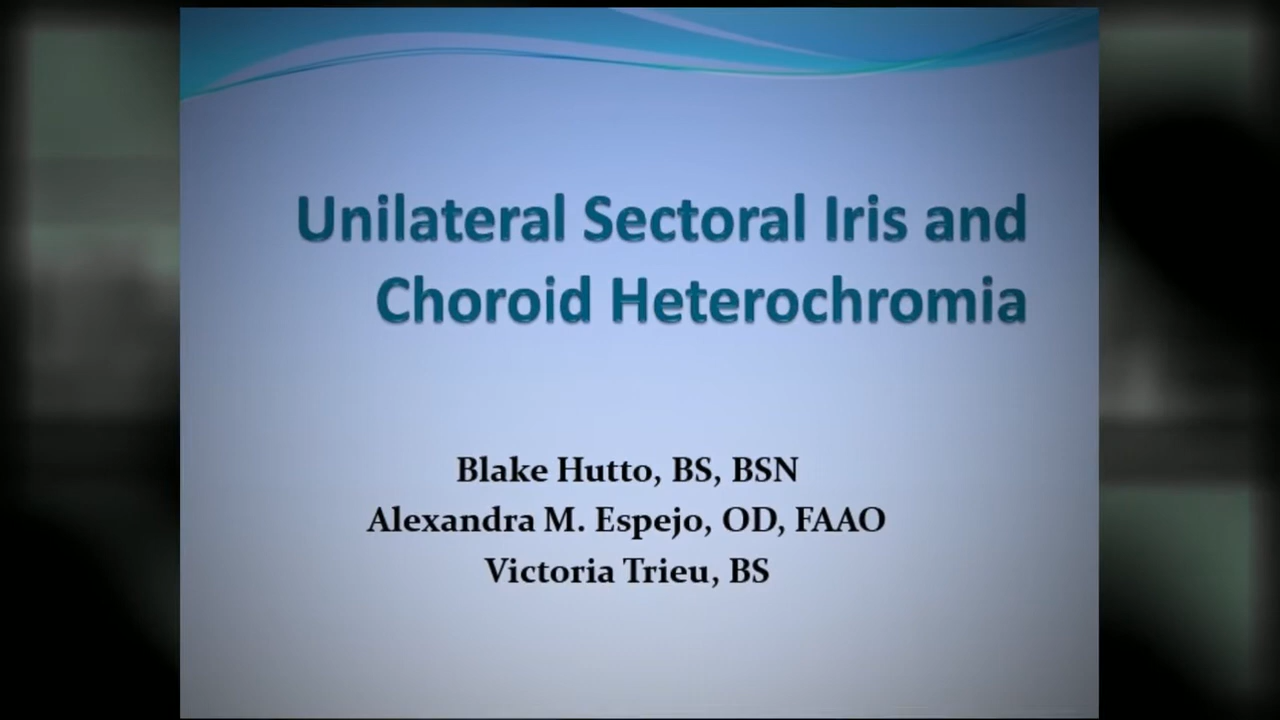 Unilateral Sectoral Iris and
Choroid Heterochromia
Blake Hutto, BS, BSN
Alexandra M. Espejo, OD, FAAO
Victoria Trieu, BS